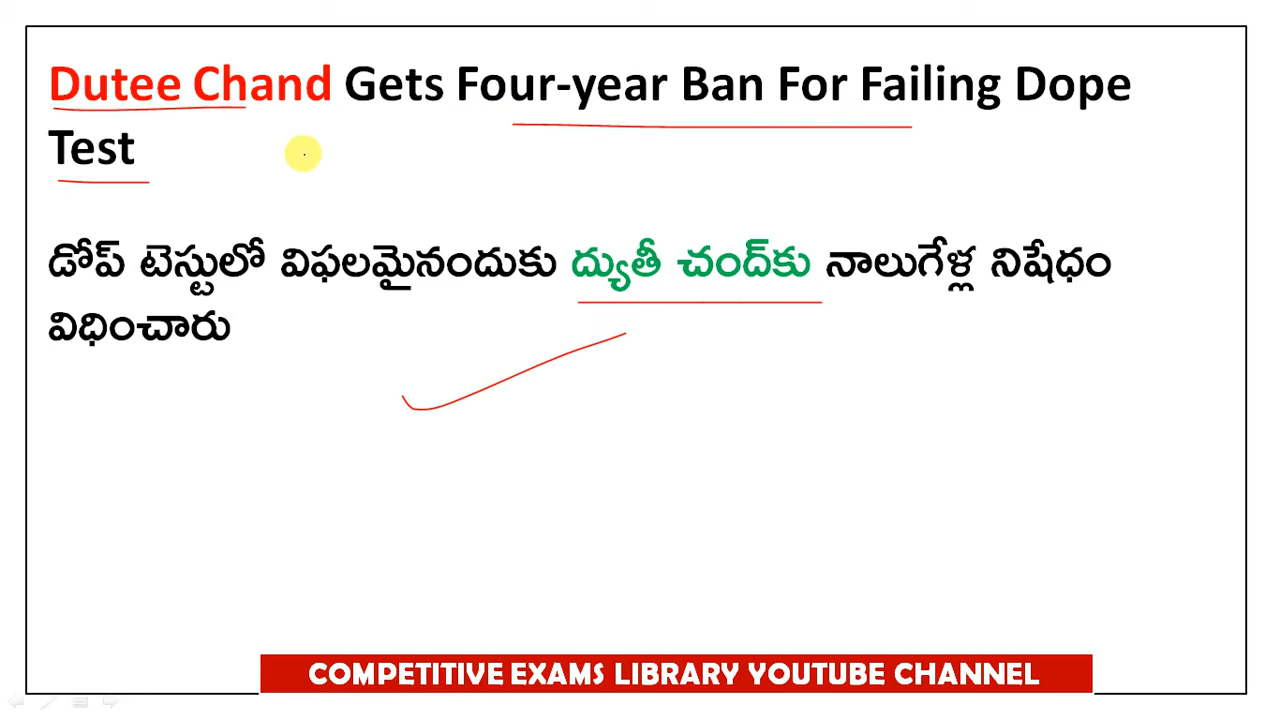 Dutee Chand Gets Four-year Ban For Failing Dope
Test
డోప్ టెస్టులో విఫలమైనందుకు ద్యుతీ చంద్‌కు నాలుగేళ్ల నిషేధం
విధించారు
COMPETITIVE EXAMS LIBRARY YOUTUBE CHANNEL